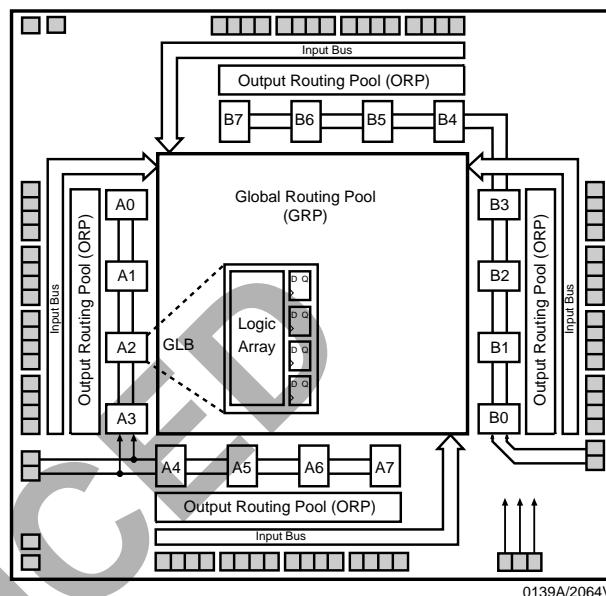 Input Bus
Output Routing Pool (ORP)
B7 B6 B5 B4
Global Routing Pool
(GRP)
Input Bus
Output Routing Pool (ORP)
A0
A1
A2
A3
GLB
Logic
Array
D Q
D Q
D Q
D Q
B3
B2
B1
B0
Output Routing Pool (ORP)
Input Bus
A4 A5 A6 A7
Output Routing Pool (ORP)
Input Bus
0139A/2064V